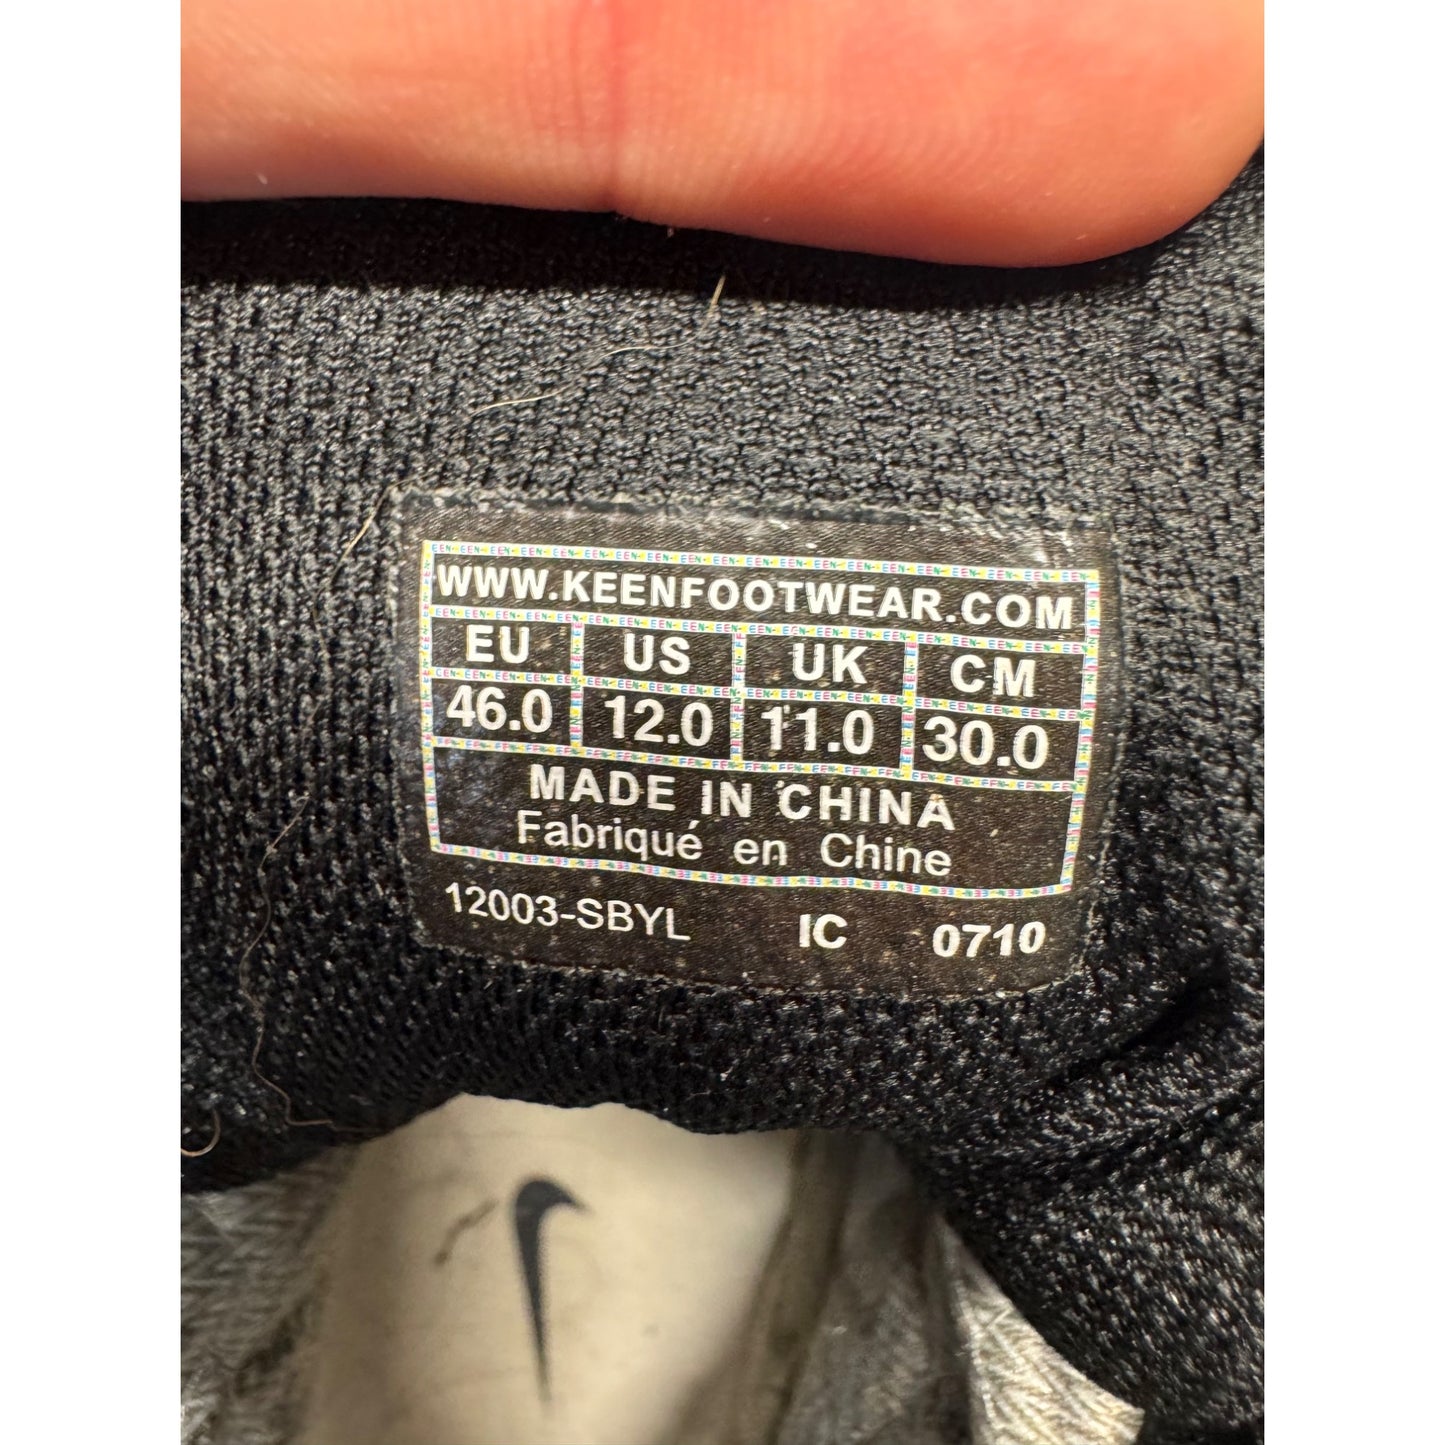 WWW.KEENFOOTWEAR.COM
EU US UK CM
46.0 12.0 11.0 30.0
MADE IN CHINA
Fabriqué en Chine
12003-SBYL IC 0710